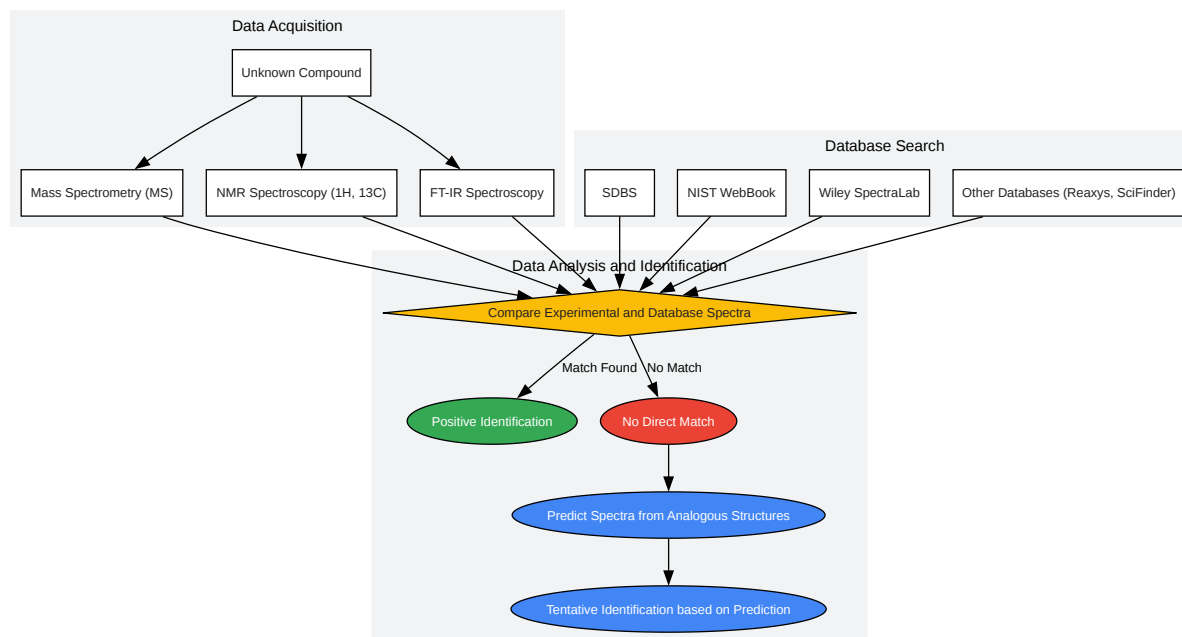 Data Acquisition
Unknown Compound
Mass Spectrometry (MS)
NMR Spectroscopy (1H, 13C)
FT-IR Spectroscopy
Database Search
SDBS
NIST WebBook
Wiley SpectraLab
Other Databases (Reaxys, SciFinder)
Data Analysis and Identification
Compare Experimental and Database Spectra
Match Found
No Match
Positive Identification
No Direct Match
Predict Spectra from Analogous Structures
Tentative Identification based on Prediction